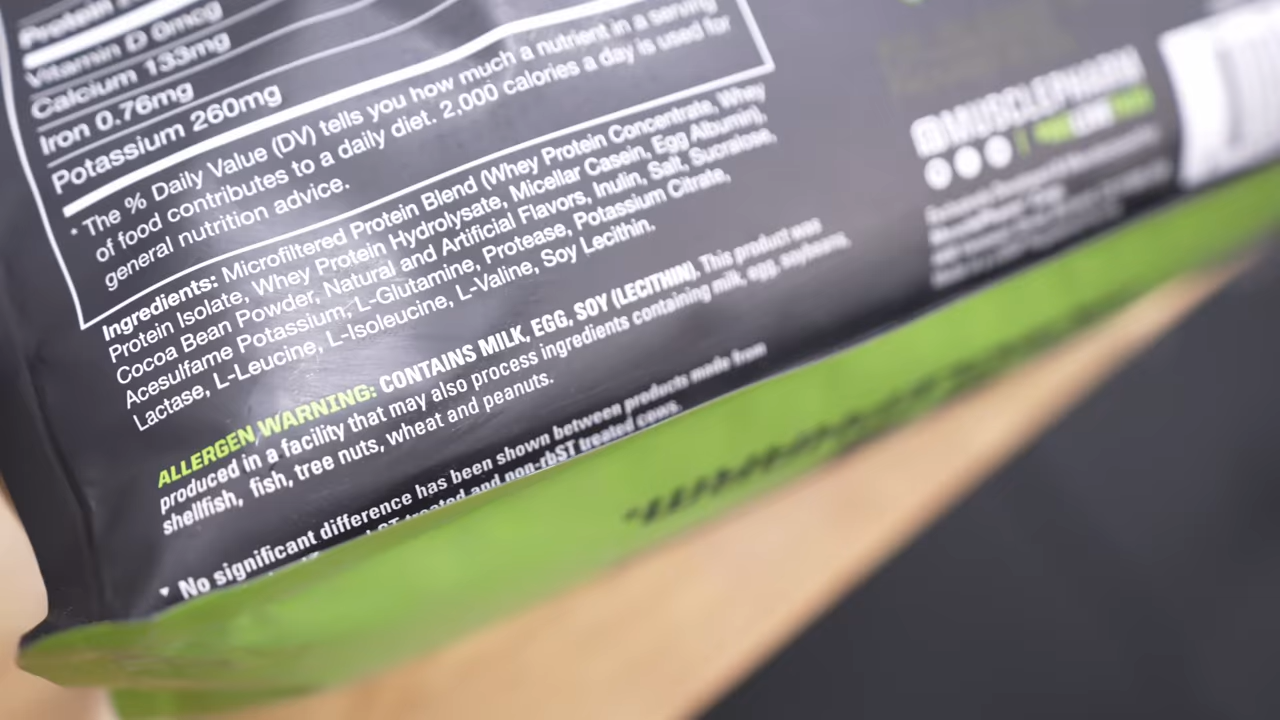 Protein
Vitamin D 0mcg
Calcium 133mg
Iron 0.76mg
Potassium 260mg
* The % Daily Value (DV) tells you how much a nutrient in a serving
of food contributes to a daily diet. 2,000 calories a day is used for
general nutrition advice.
Ingredients: Microfiltered Protein Blend (Whey Protein Concentrate, Whey
Protein Isolate, Whey Protein Hydrolysate, Micellar Casein, Egg Albumin),
Cocoa Bean Powder, Natural and Artificial Flavors, Inulin, Salt, Sucralose,
Acesulfame Potassium, L-Glutamine, Protease, Potassium Citrate,
Lactase, L-Leucine, L-Isoleucine, L-Valine, Soy Lecithin.
ALLERGEN WARNING: CONTAINS MILK, EGG, SOY (LECITHIN). This product was
produced in a facility that may also process ingredients containing milk, egg, soybeans,
shellfish, fish, tree nuts, wheat and peanuts.
No significant difference has been shown between products made from
treated and non-rbST treated cows.
@MUSCLEPHARM